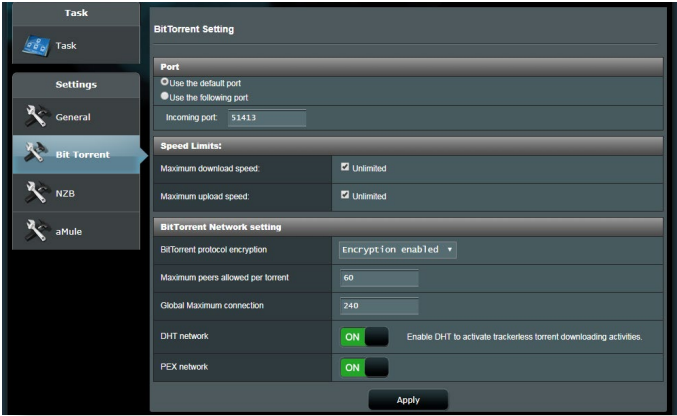 Task
Task
Settings
General
Bit Torrent
NZB
aMule
BitTorrent Setting
Port
Use the default port
Use the following port
Incoming port: 51413
Speed Limits:
Maximum download speed: Unlimited
Maximum upload speed: Unlimited
BitTorrent Network setting
BitTorrent protocol encryption Encryption enabled
Maximum peers allowed per torrent 60
Global Maximum connection 240
DHT network ON Enable DHT to activate trackerless torrent downloading activities.
PEX network ON
Apply